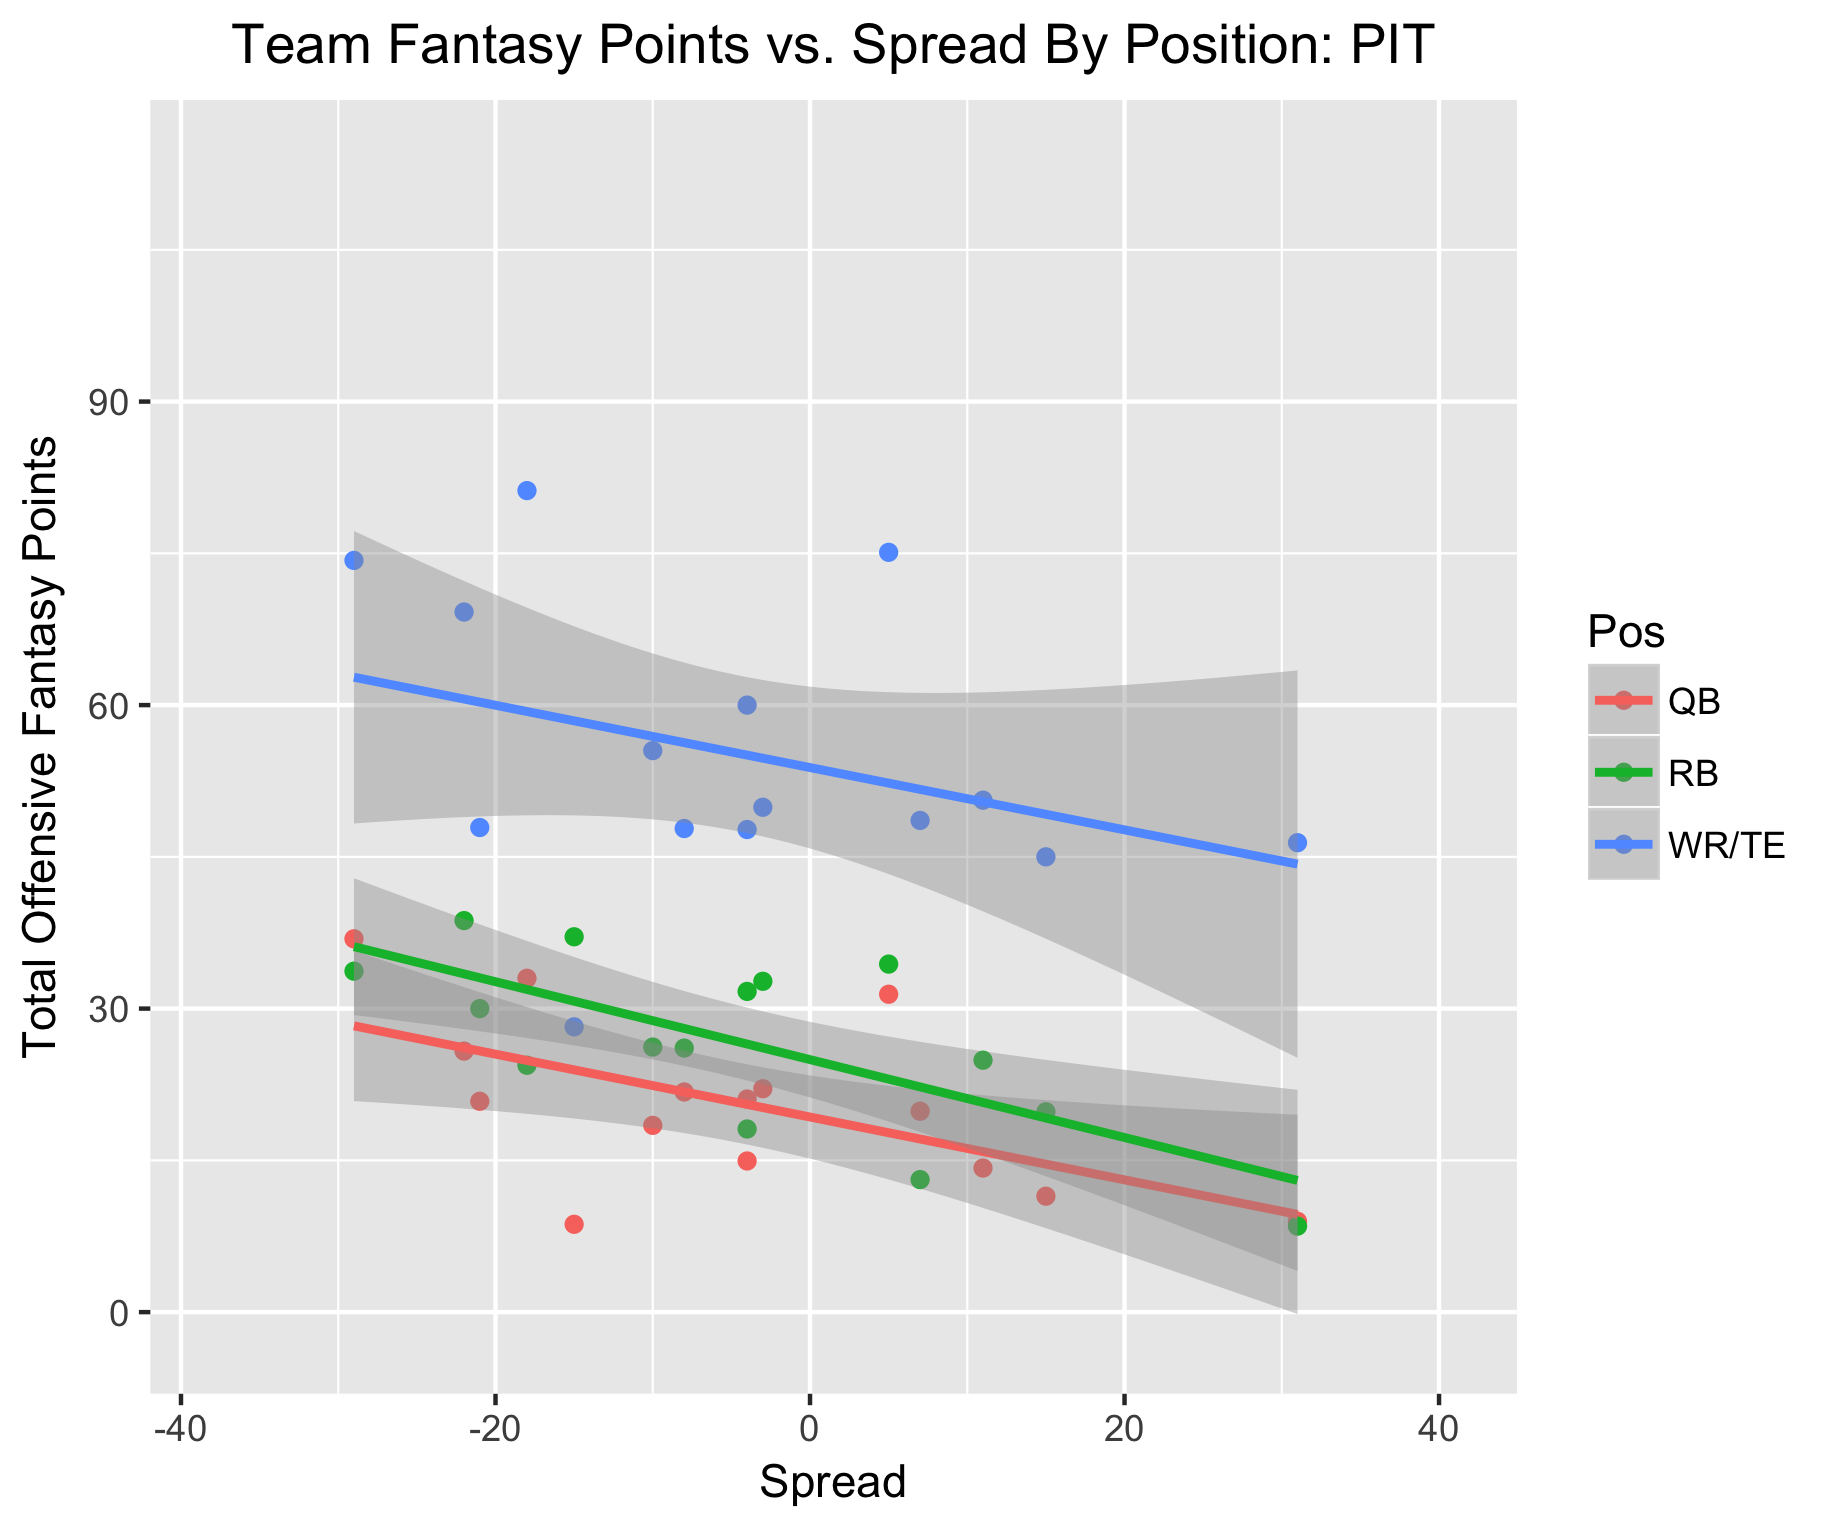 Team Fantasy Points vs. Spread By Position: PIT
Total Offensive Fantasy Points
90
60
30
0
-40
-20
0
20
40
Spread
Pos
QB
RB
WR/TE